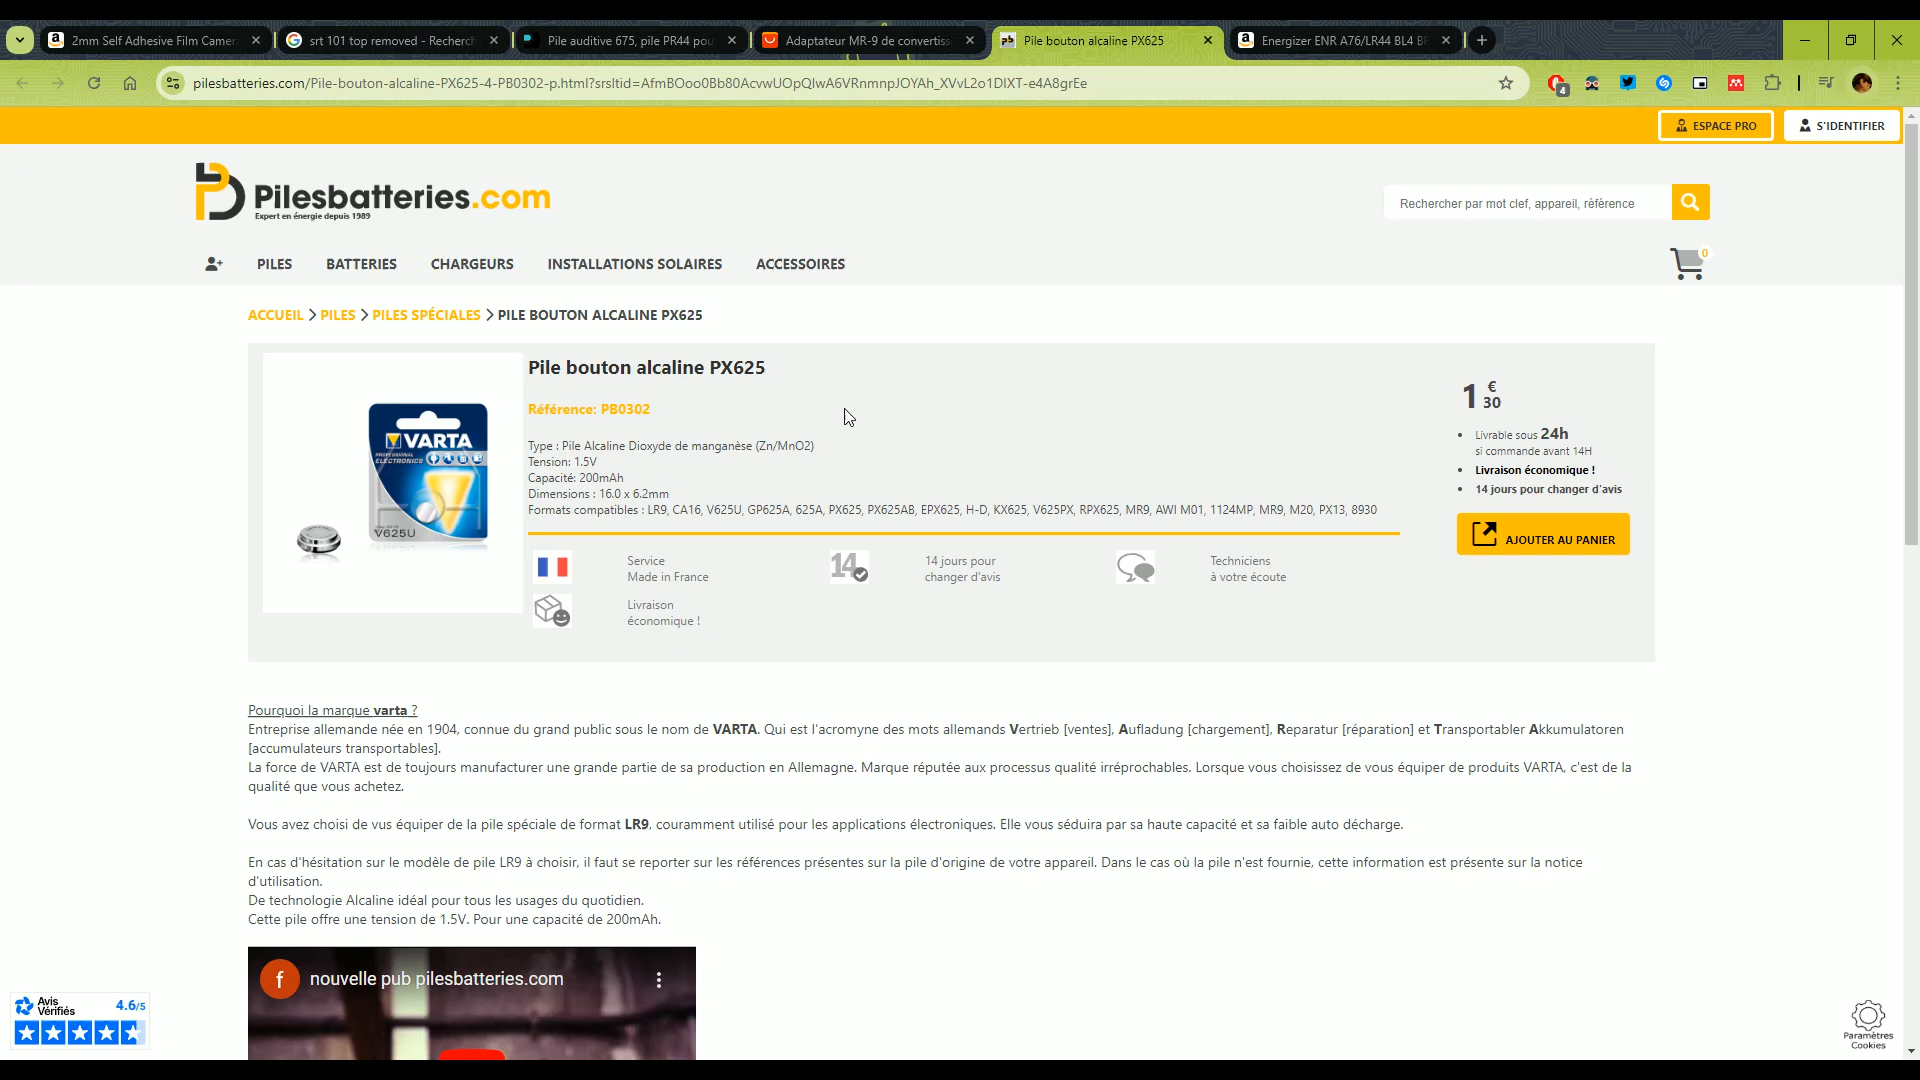 2mm Self Adhesive Film Camer
srt 101 top removed - Recherch
Pile auditive 675, pile PR44 pou
Adaptateur MR-9 de convertiss
Pile bouton alcaline PX625
Energizer ENR A76/LR44 BL4 B
pilesbatteries.com/Pile-bouton-alcaline-PX625-4-PB0302-p.html?srsltid=AfmBOoo0Bb80AcvwUOpQIwA6VRnmnpJOYAh_XVvL2o1DIXT-e4A8grEe
4
ESPACE PRO
S'IDENTIFIER
Pilesbatteries.com
Expert en énergie depuis 1989
Rechercher par mot clef, appareil, référence
PILES
BATTERIES
CHARGEURS
INSTALLATIONS SOLAIRES
ACCESSOIRES
0
ACCUEIL > PILES > PILES SPÉCIALES > PILE BOUTON ALCALINE PX625
Pile bouton alcaline PX625
Référence: PB0302
Type : Pile Alcaline Dioxyde de manganèse (Zn/MnO2)
Tension: 1.5V
Capacité: 200mAh
Dimensions : 16.0 x 6.2mm
Formats compatibles : LR9, CA16, V625U, GP625A, 625A, PX625, PX625AB, EPX625, H-D, KX625, V625PX, RPX625, MR9, AWI M01, 1124MP, MR9, M20, PX13, 8930
VARTA
PROFESSIONAL
ELECTRONICS
V625U
1 € 30
Livrable sous 24h
si commande avant 14H
Livraison économique !
14 jours pour changer d'avis
AJOUTER AU PANIER
Service
Made in France
14
14 jours pour
changer d'avis
Techniciens
à votre écoute
Livraison
économique !
Pourquoi la marque varta ?
Entreprise allemande née en 1904, connue du grand public sous le nom de VARTA. Qui est l'acromyne des mots allemands Vertrieb [ventes], Aufladung [chargement], Reparatur [réparation] et Transportabler Akkumulatoren
[accumulateurs transportables].
La force de VARTA est de toujours manufacturer une grande partie de sa production en Allemagne. Marque réputée aux processus qualité irréprochables. Lorsque vous choisissez de vous équiper de produits VARTA, c'est de la
qualité que vous achetez.
Vous avez choisi de vus équiper de la pile spéciale de format LR9, couramment utilisé pour les applications électroniques. Elle vous séduira par sa haute capacité et sa faible auto décharge.
En cas d'hésitation sur le modèle de pile LR9 à choisir, il faut se reporter sur les références présentes sur la pile d'origine de votre appareil. Dans le cas où la pile n'est fournie, cette information est présente sur la notice
d'utilisation.
De technologie Alcaline idéal pour tous les usages du quotidien.
Cette pile offre une tension de 1.5V. Pour une capacité de 200mAh.
f
nouvelle pub pilesbatteries.com
Avis
Vérifiés
4.6/5
Paramètres
Cookies